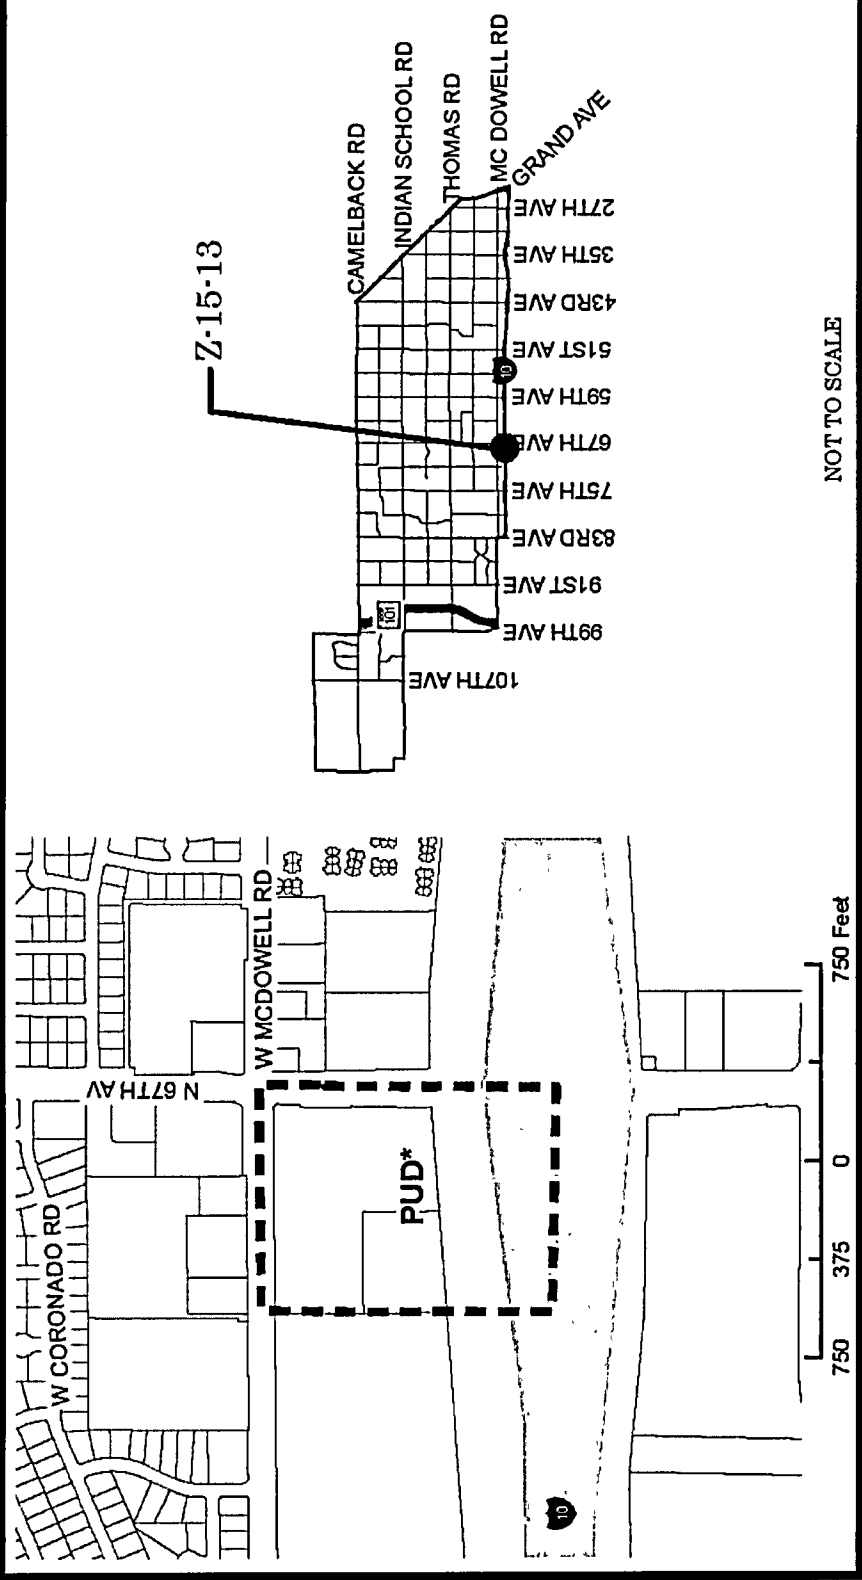 Z-15-13
CAMELBACK RD
INDIAN SCHOOL RD
THOMAS RD
MC DOWELL RD
GRAND AVE
27TH AVE
35TH AVE
43RD AVE
51ST AVE
10
59TH AVE
67TH AVE
75TH AVE
83RD AVE
91ST AVE
99TH AVE
101
107TH AVE
NOT TO SCALE
W CORONADO RD
N 67TH AV
W MCDOWELL RD
PUD*
10
750 375 0 750 Feet